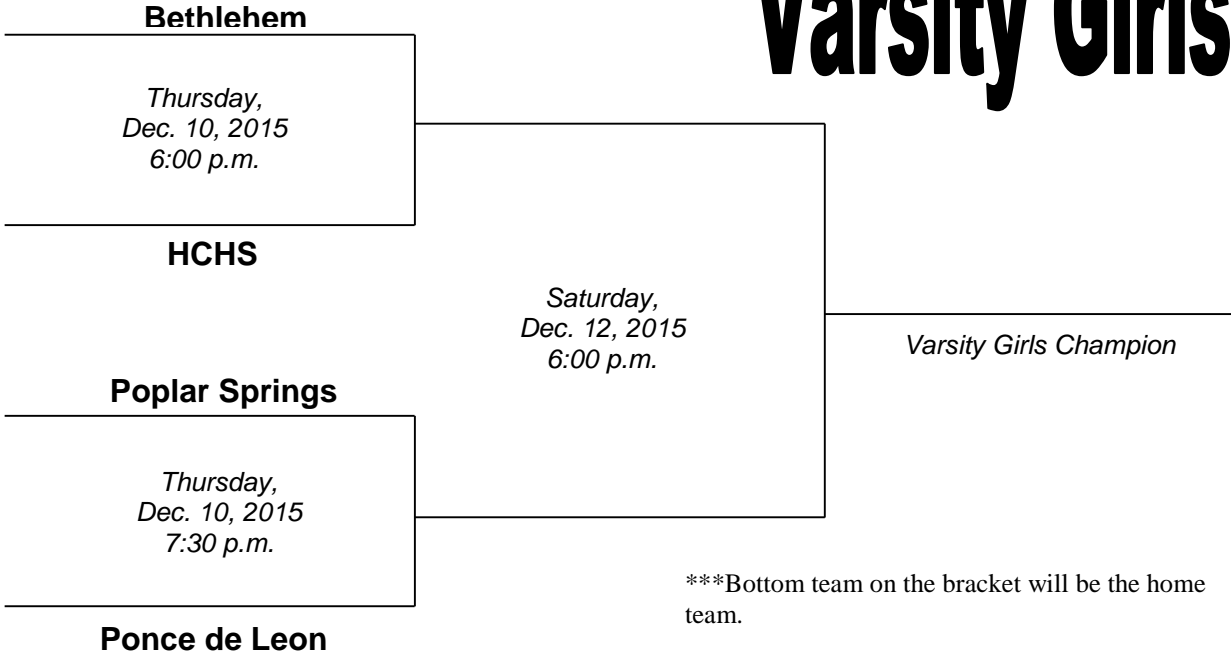 Varsity Girls
Bethlehem
Thursday,
Dec. 10, 2015
6:00 p.m.
HCHS
Saturday,
Dec. 12, 2015
6:00 p.m.
Varsity Girls Champion
Poplar Springs
Thursday,
Dec. 10, 2015
7:30 p.m.
***Bottom team on the bracket will be the home
team.
Ponce de Leon